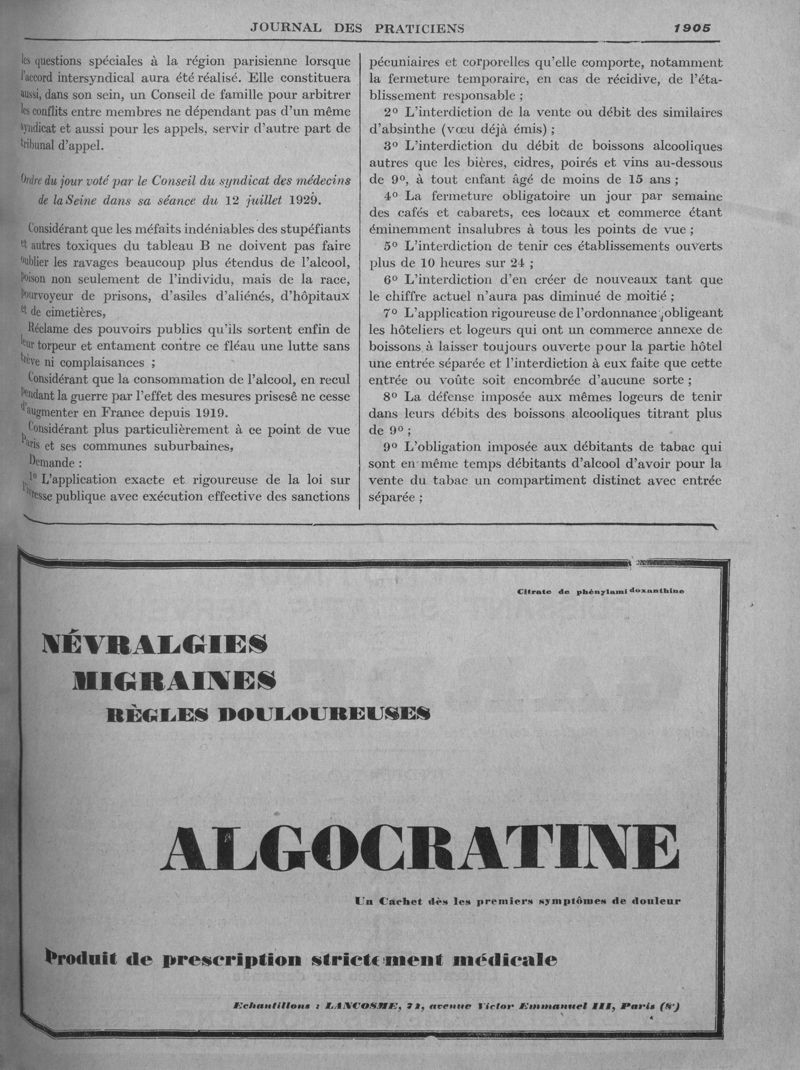 JOURNAL DES PRATICIENS
1905
les questions spéciales à la région parisienne lorsque
l'accord intersyndical aura été réalisé. Elle constituera
aussi, dans son sein, un Conseil de famille pour arbitrer
les conflits entre membres ne dépendant pas d'un même
syndicat et aussi pour les appels, servir d'autre part de
tribunal d'appel.
Ordre du jour voté par le Conseil du syndicat des médecins
de la Seine dans sa séance du 12 juillet 1929.
Considérant que les méfaits indéniables des stupéfiants
et autres toxiques du tableau B ne doivent pas faire
oublier les ravages beaucoup plus étendus de l'alcool,
poison non seulement de l'individu, mais de la race,
pourvoyeur de prisons, d'asiles d'aliénés, d'hôpitaux
et de cimetières,
Réclame des pouvoirs publics qu'ils sortent enfin de
leur torpeur et entament contre ce fléau une lutte sans
trêve ni complaisances ;
Considérant que la consommation de l'alcool, en recul
pendant la guerre par l'effet des mesures prisesê ne cesse
d'augmenter en France depuis 1919.
Considérant plus particulièrement à ce point de vue
Paris et ses communes suburbaines,
Demande :
1º L'application exacte et rigoureuse de la loi sur
l'ivresse publique avec exécution effective des sanctions
pécuniaires et corporelles qu'elle comporte, notamment
la fermeture temporaire, en cas de récidive, de l'éta-
blissement responsable ;
2º L'interdiction de la vente ou débit des similaires
d'absinthe (vœu déjà émis) ;
3º L'interdiction du débit de boissons alcooliques
autres que les bières, cidres, poirés et vins au-dessous
de 9º, à tout enfant âgé de moins de 15 ans ;
4º La fermeture obligatoire un jour par semaine
des cafés et cabarets, ces locaux et commerce étant
éminemment insalubres à tous les points de vue ;
5º L'interdiction de tenir ces établissements ouverts
plus de 10 heures sur 24 ;
6º L'interdiction d'en créer de nouveaux tant que
le chiffre actuel n'aura pas diminué de moitié ;
7º L'application rigoureuse de l'ordonnance obligeant
les hôteliers et logeurs qui ont un commerce annexe de
boissons à laisser toujours ouverte pour la partie hôtel
une entrée séparée et l'interdiction à eux faite que cette
entrée ou voûte soit encombrée d'aucune sorte ;
8º La défense imposée aux mêmes logeurs de tenir
dans leurs débits des boissons alcooliques titrant plus
de 9º ;
9º L'obligation imposée aux débitants de tabac qui
sont en même temps débitants d'alcool d'avoir pour la
vente du tabac un compartiment distinct avec entrée
séparée ;
Citrate de phénylamidoxanthine
NÉVRALGIES
MIGRAINES
RÈGLES DOULOUREUSES
ALGOCRATINE
Un Cachet dès les premiers symptômes de douleur
Produit de prescription strictement médicale
Echantillons : LANCOSME, 71, avenue Victor Emmanuel III, Paris (8ᵉ)